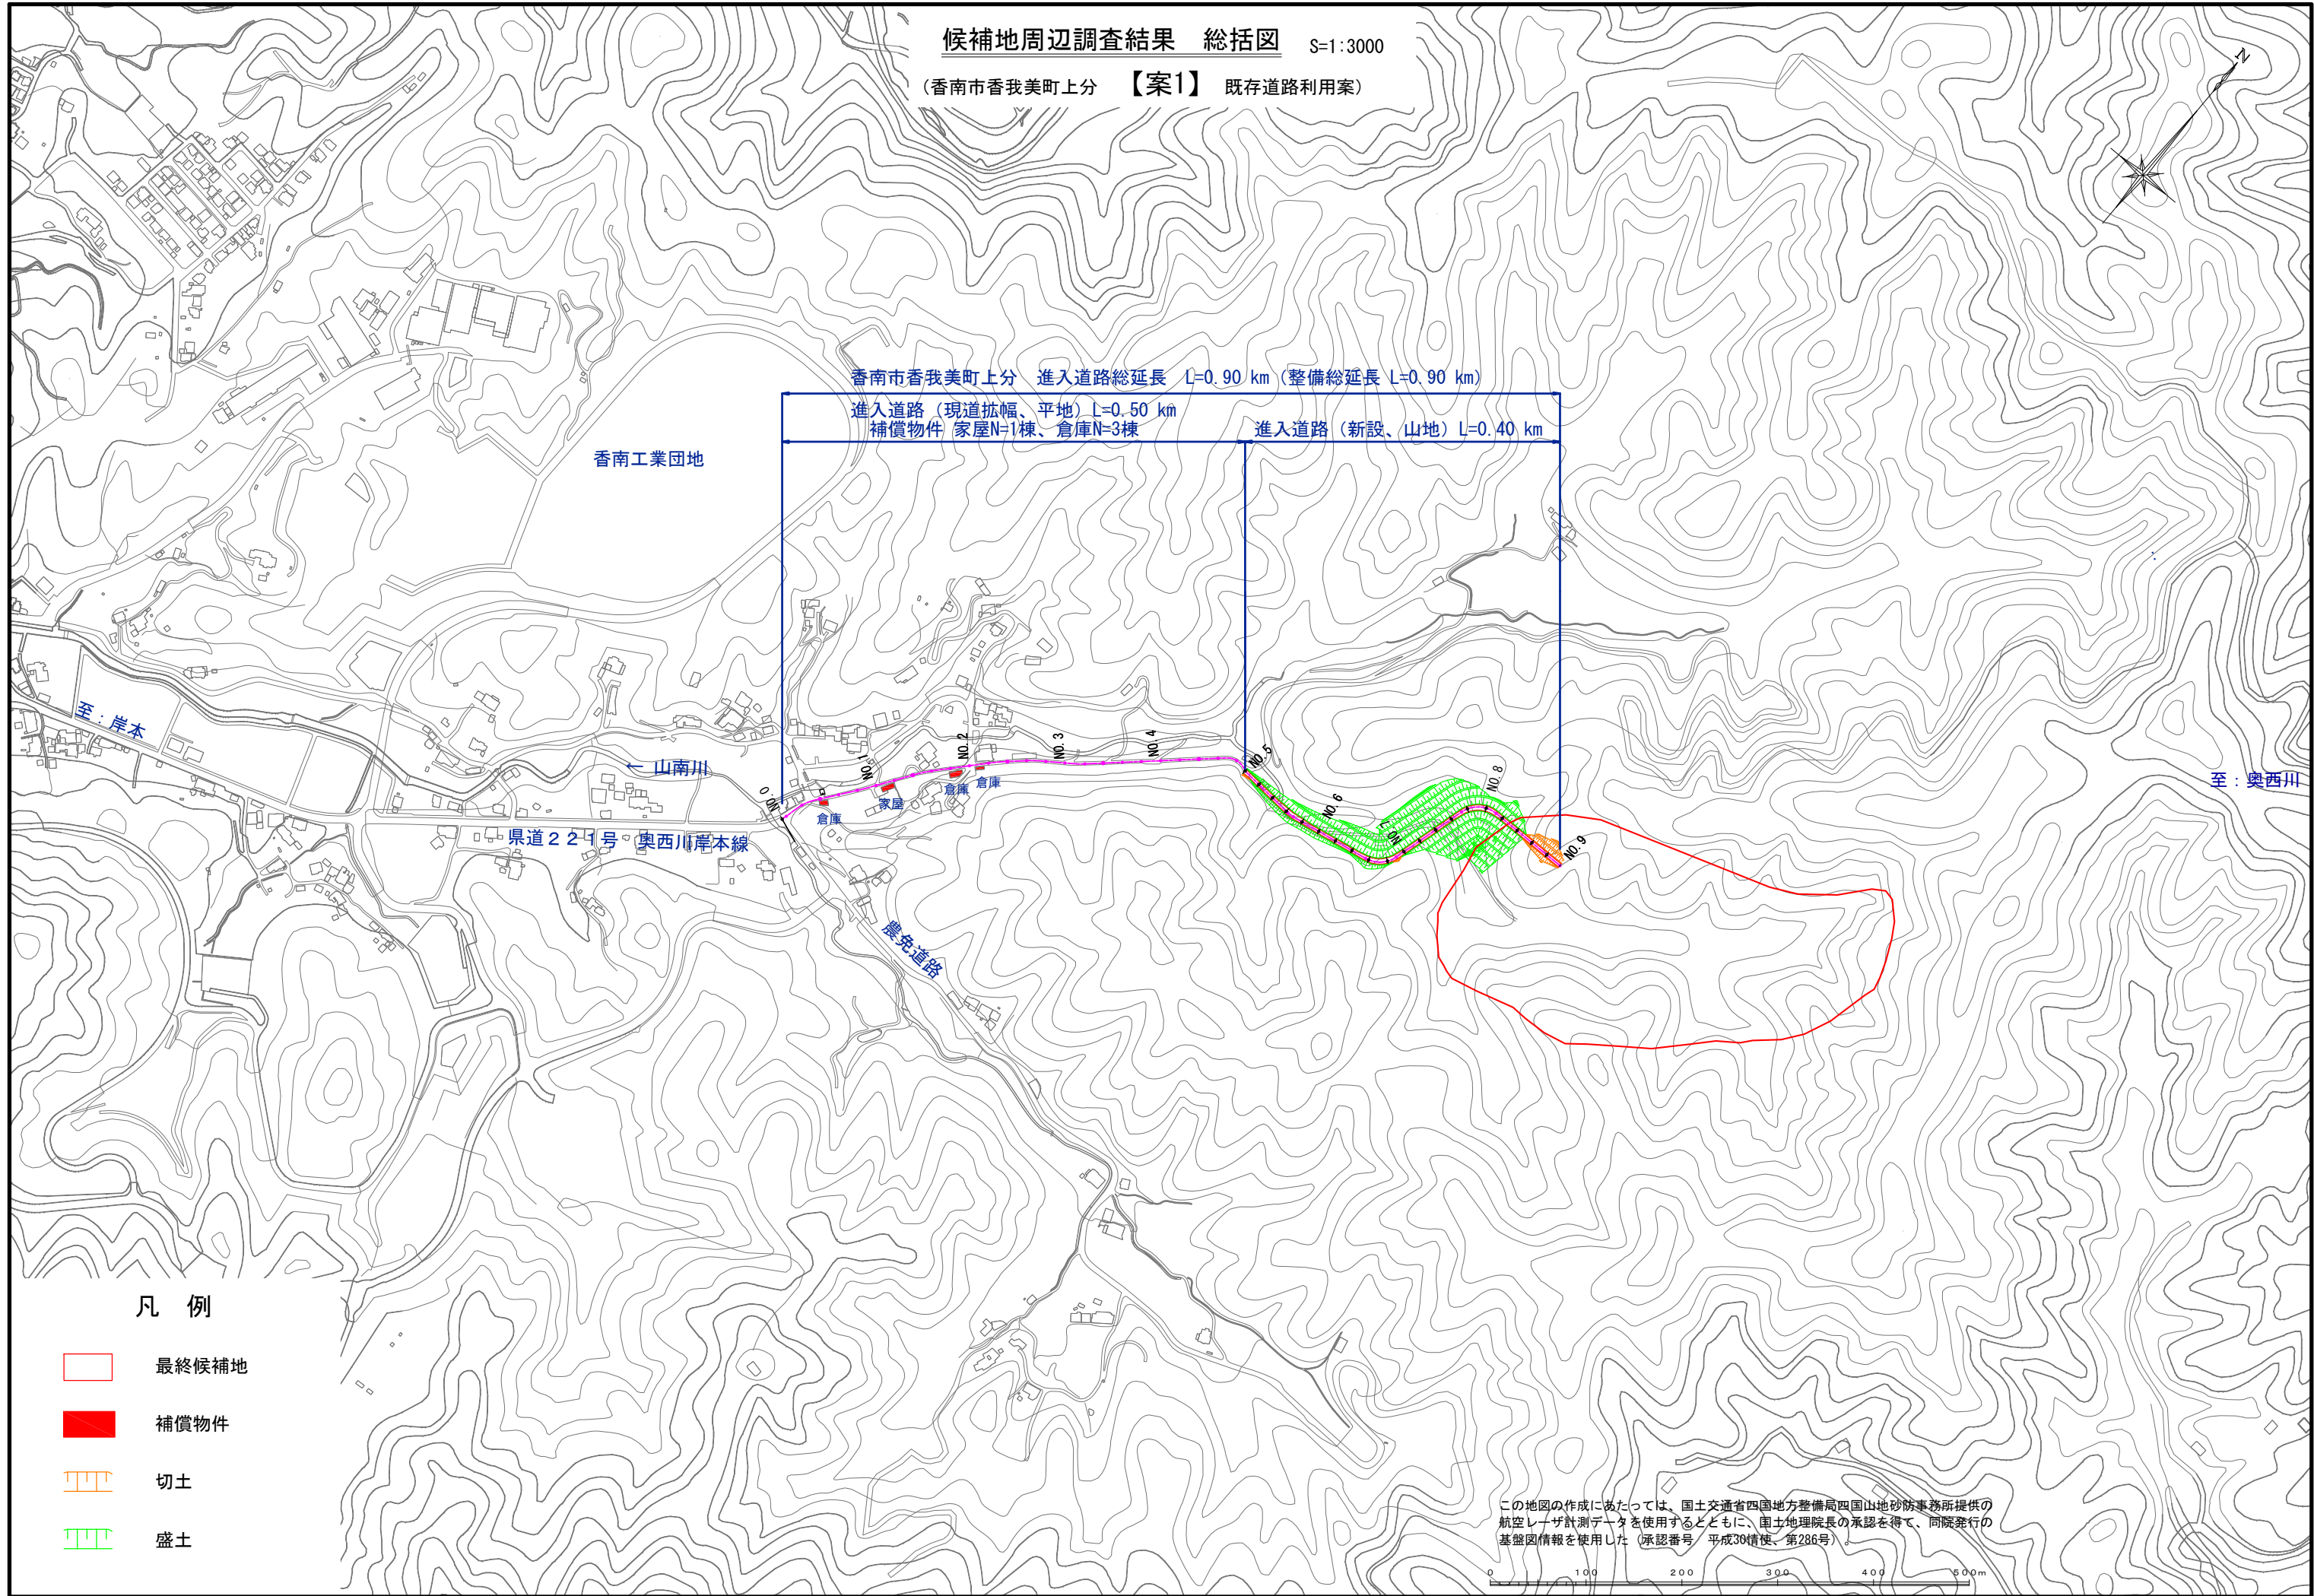 候補地周辺調査結果　総括図　S=1:3000
（香南市香我美町上分　【案1】　既存道路利用案）
N
香南市香我美町上分　進入道路総延長　L=0.90 km（整備総延長 L=0.90 km）
進入道路（現道拡幅、平地）L=0.50 km
補償物件 家屋N=1棟、倉庫N=3棟
進入道路（新設、山地）L=0.40 km
香南工業団地
至：岸本
← 山南川
県道２２１号　奥西川岸本線
農免道路
至：奥西川
NO.0
NO.1
NO.2
NO.3
NO.4
NO.5
NO.6
NO.7
NO.8
NO.9
倉庫
家屋
倉庫
倉庫
凡　例
最終候補地
補償物件
切土
盛土
この地図の作成にあたっては、国土交通省四国地方整備局四国山地砂防事務所提供の
航空レーザ計測データを使用するとともに、国土地理院長の承認を得て、同院発行の
基盤図情報を使用した（承認番号　平成30情使、第286号）。
0 100 200 300 400 500m